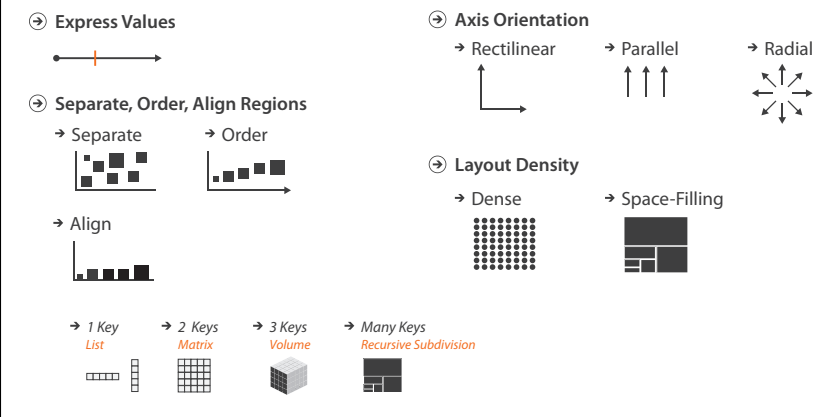 Express Values
Separate, Order, Align Regions
Separate
Order
Align
1 Key
List
2 Keys
Matrix
3 Keys
Volume
Many Keys
Recursive Subdivision
Axis Orientation
Rectilinear
Parallel
Radial
Layout Density
Dense
Space-Filling